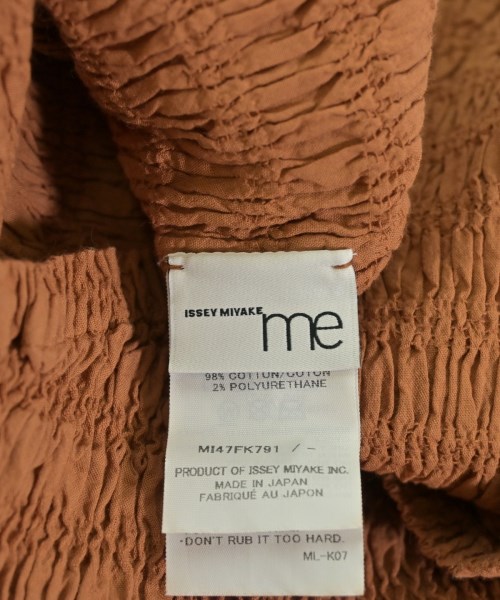 ISSEY MIYAKE
me
98% COTTON/COTON
2% POLYURETHANE
MI47FK791 / -
PRODUCT OF ISSEY MIYAKE INC.
MADE IN JAPAN
FABRIQUÉ AU JAPON
·DON'T RUB IT TOO HARD.
ML-K07